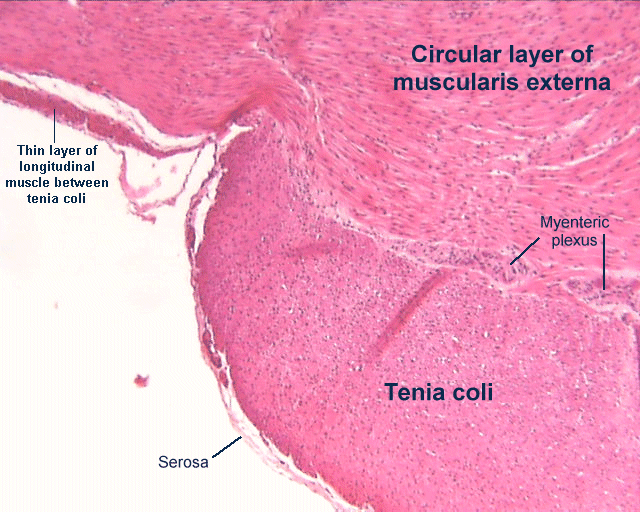 Circular layer of
muscularis externa
Thin layer of
longitudinal
muscle between
tenia coli
Myenteric
plexus
Tenia coli
Serosa